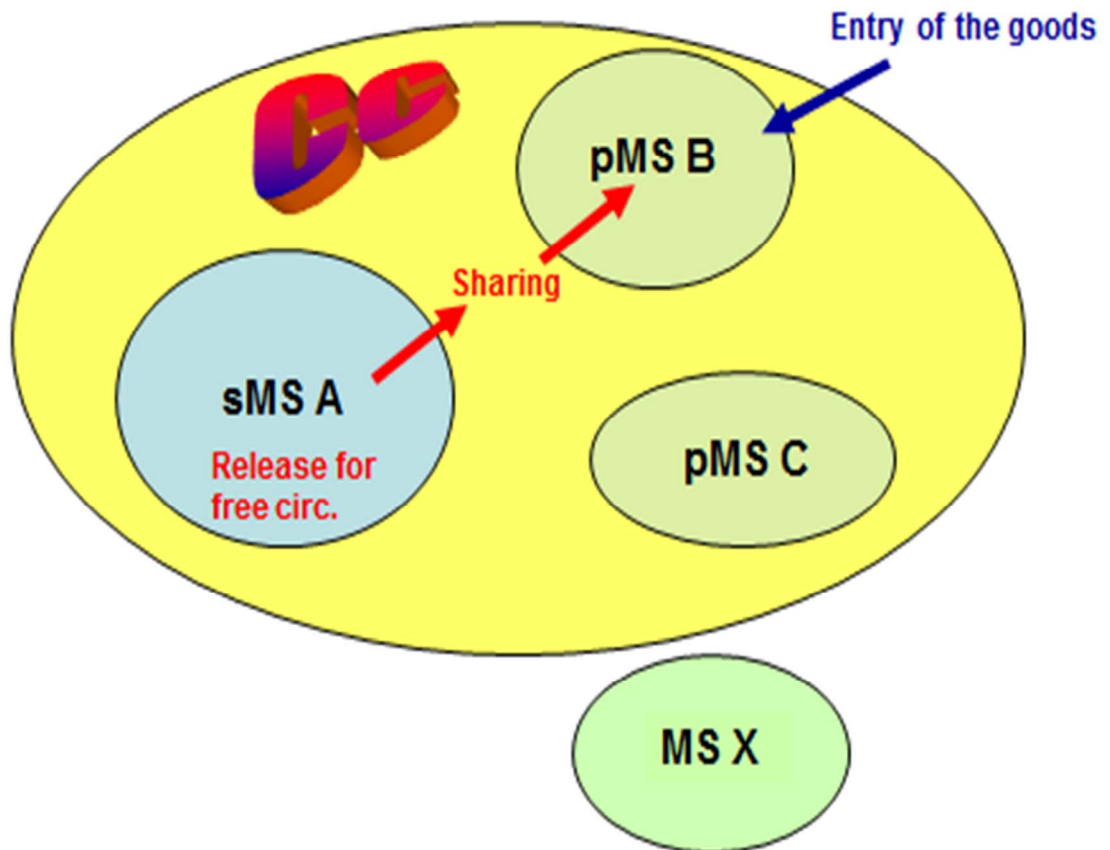 Entry of the goods
Cc
pMS B
Sharing
sMS A
Release for
free circ.
pMS C
MS X